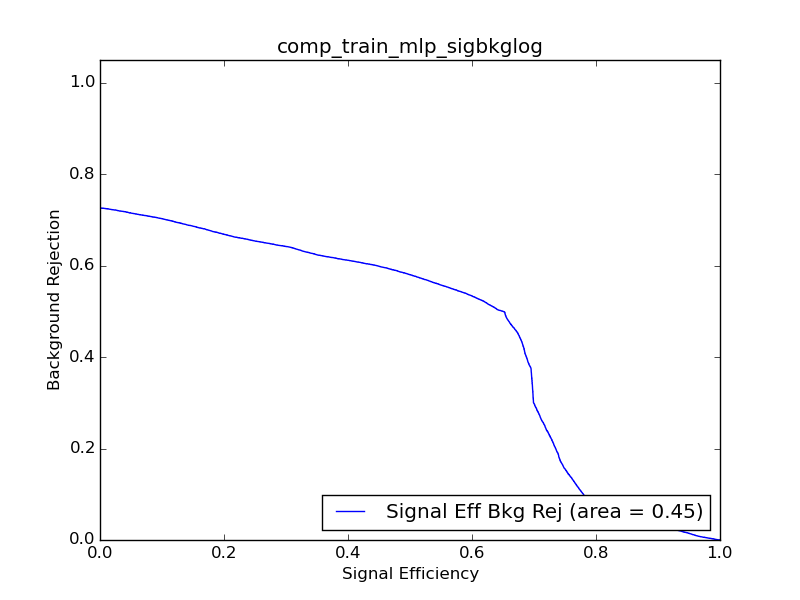 comp_train_mlp_sigbkglog
1.0
0.8
0.6
0.4
0.2
0.0
Background Rejection
Signal Eff Bkg Rej (area = 0.45)
0.0 0.2 0.4 0.6 0.8 1.0
Signal Efficiency